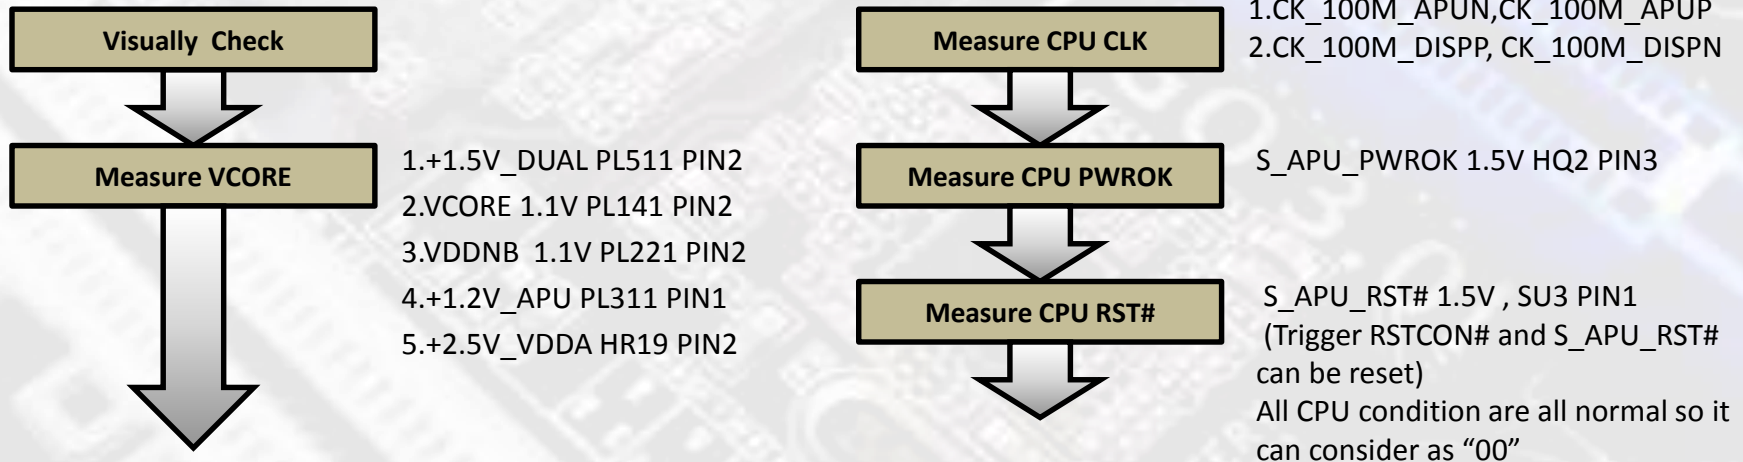 Visually Check
Measure VCORE
1.+1.5V_DUAL PL511 PIN2
2.VCORE 1.1V PL141 PIN2
3.VDDNB 1.1V PL221 PIN2
4.+1.2V_APU PL311 PIN1
5.+2.5V_VDDA HR19 PIN2
Measure CPU CLK
1.CK_100M_APUN,CK_100M_APUP
2.CK_100M_DISPP, CK_100M_DISPN
Measure CPU PWROK
S_APU_PWROK 1.5V HQ2 PIN3
Measure CPU RST#
S_APU_RST# 1.5V , SU3 PIN1
(Trigger RSTCON# and S_APU_RST#
can be reset)
All CPU condition are all normal so it
can consider as “00”